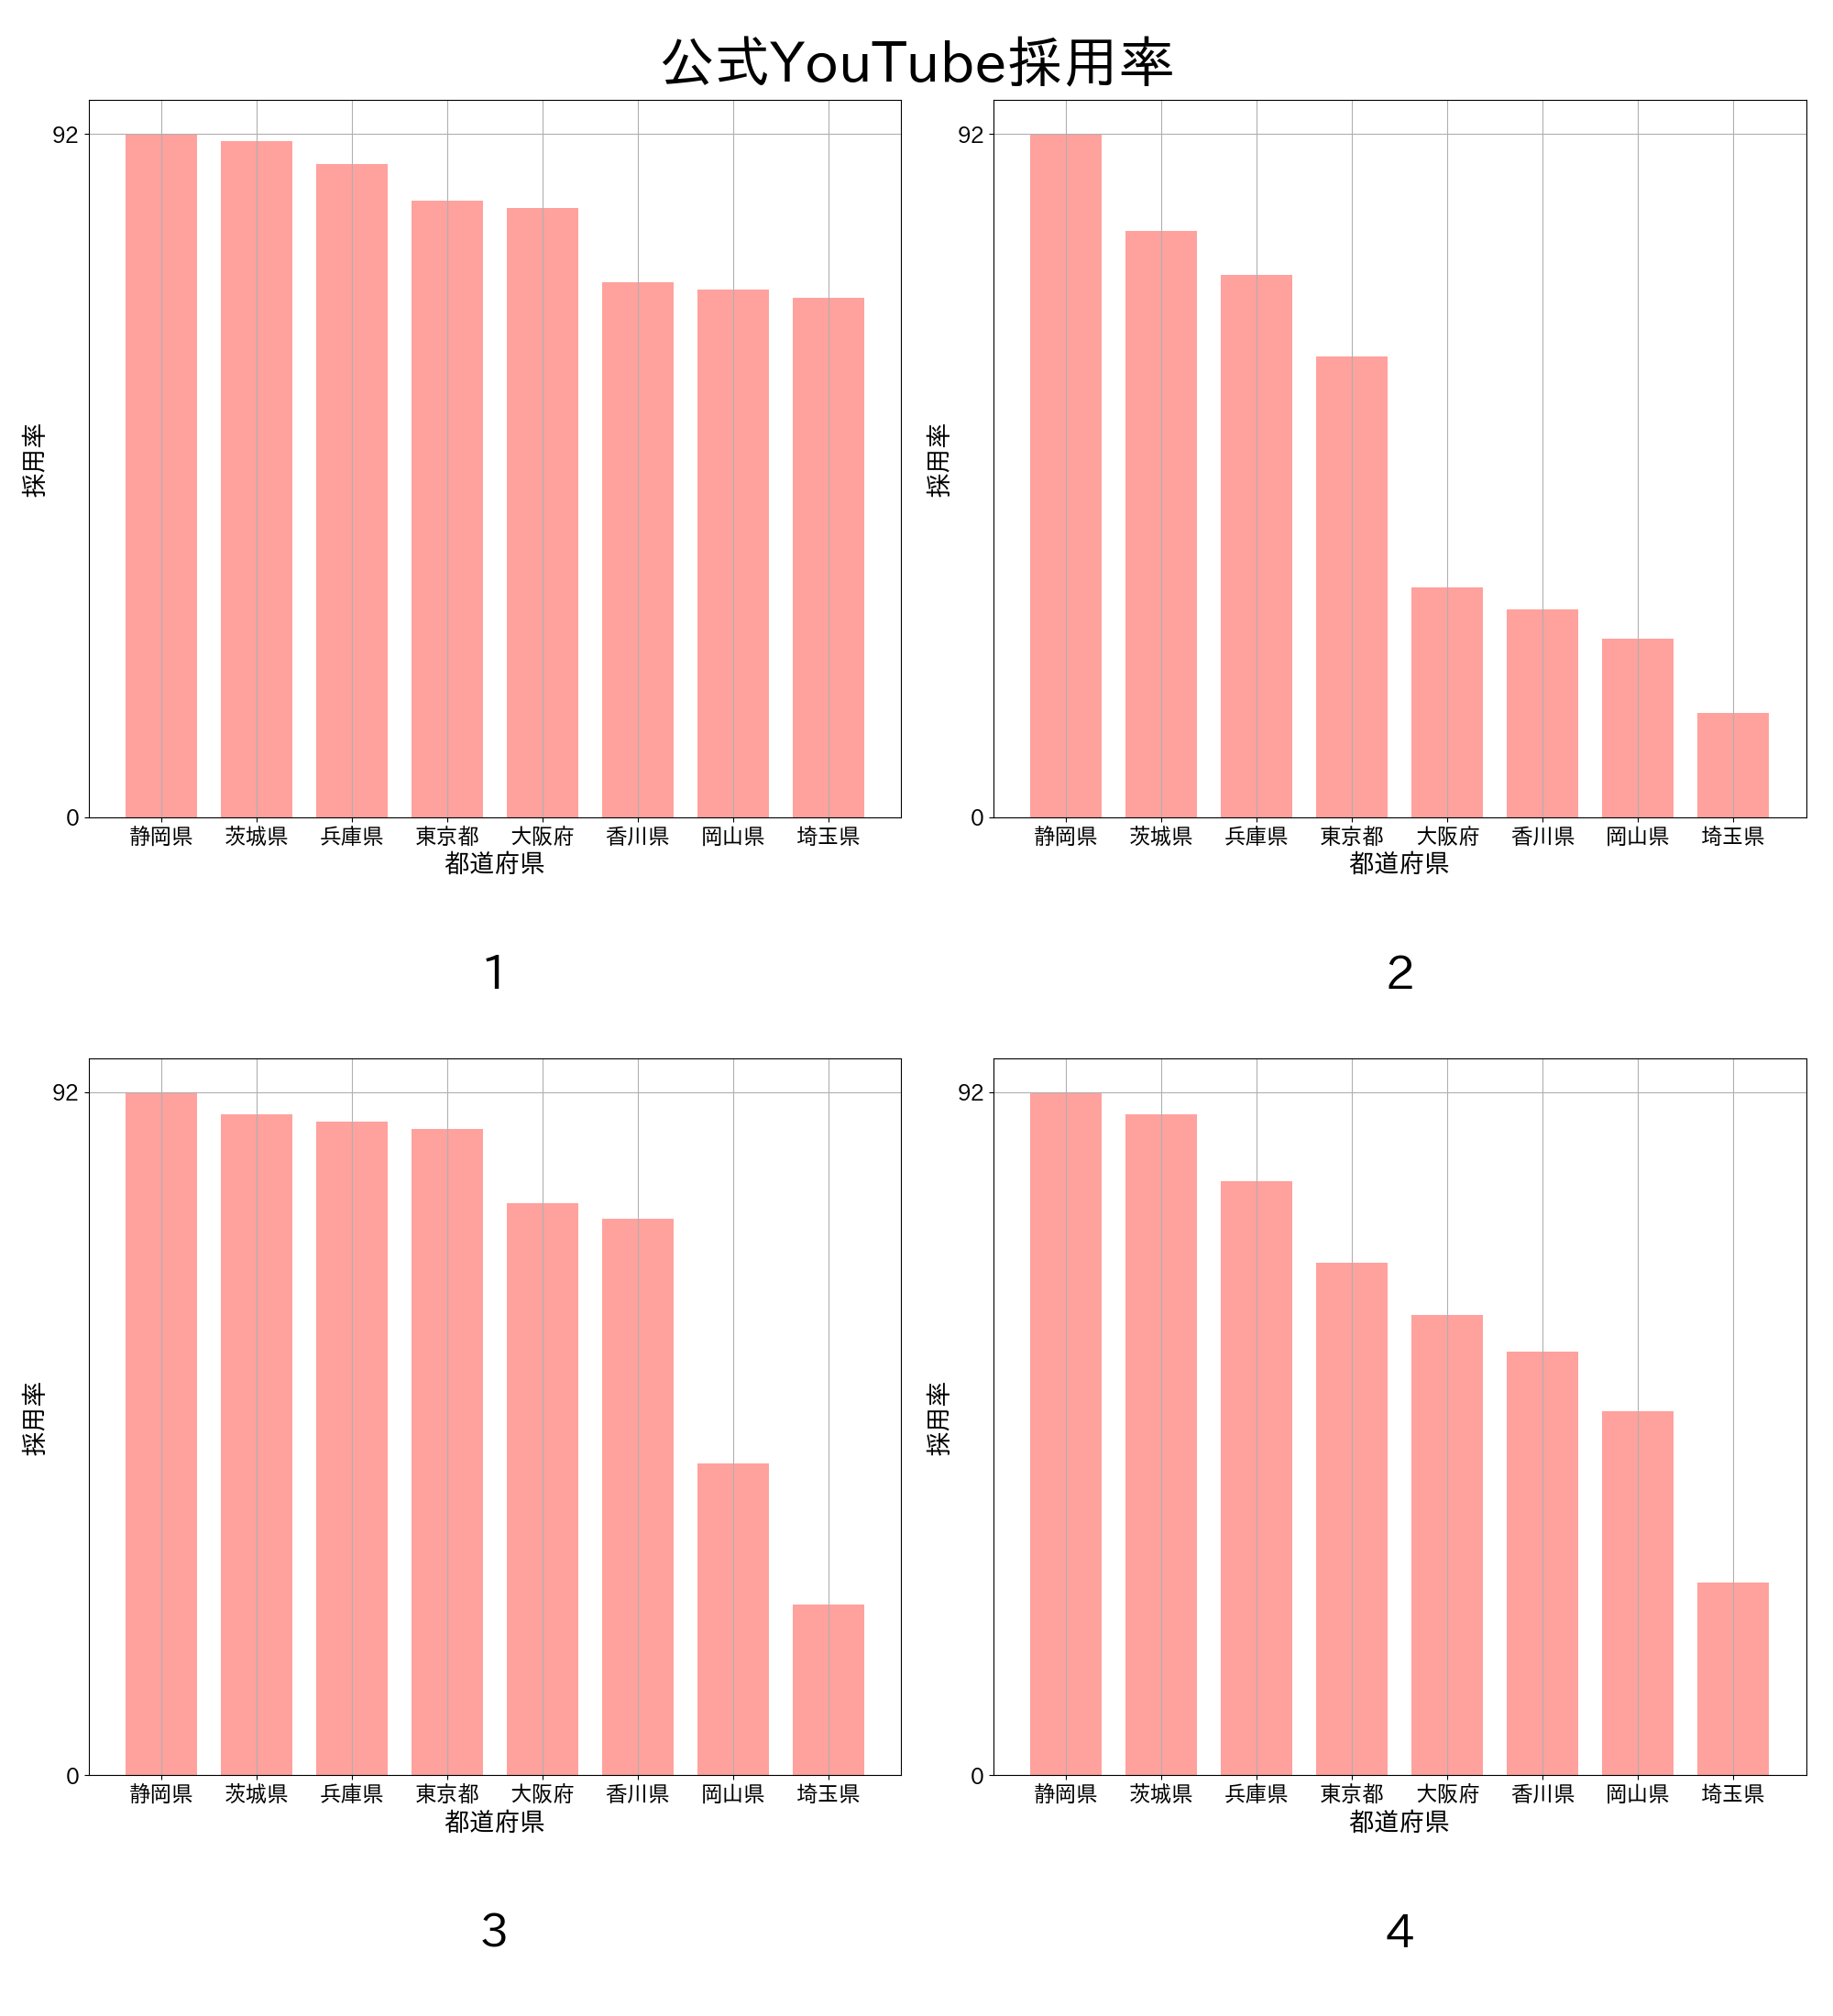 公式YouTube採用率
92
0
採用率
静岡県 茨城県 兵庫県 東京都 大阪府 香川県 岡山県 埼玉県
都道府県
1
92
0
採用率
静岡県 茨城県 兵庫県 東京都 大阪府 香川県 岡山県 埼玉県
都道府県
2
92
0
採用率
静岡県 茨城県 兵庫県 東京都 大阪府 香川県 岡山県 埼玉県
都道府県
3
92
0
採用率
静岡県 茨城県 兵庫県 東京都 大阪府 香川県 岡山県 埼玉県
都道府県
4